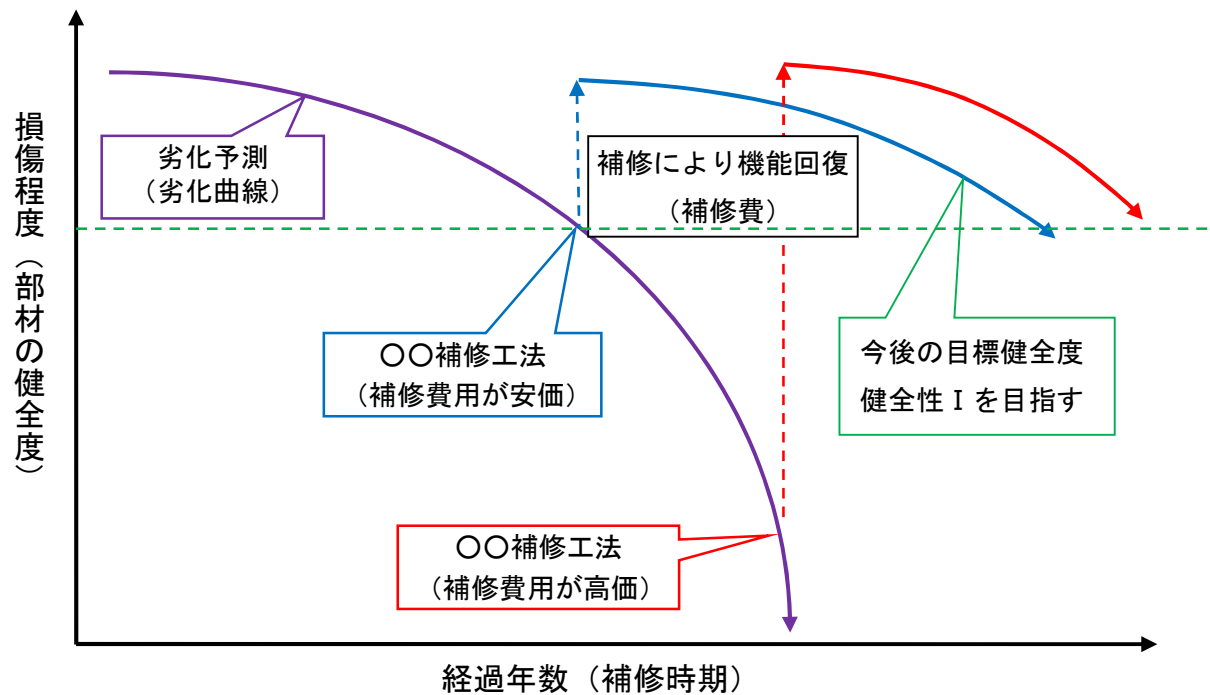 損傷程度（部材の健全度）
劣化予測
（劣化曲線）
補修により機能回復
（補修費）
〇〇補修工法
（補修費用が安価）
今後の目標健全度
健全性Ⅰを目指す
〇〇補修工法
（補修費用が高価）
経過年数（補修時期）